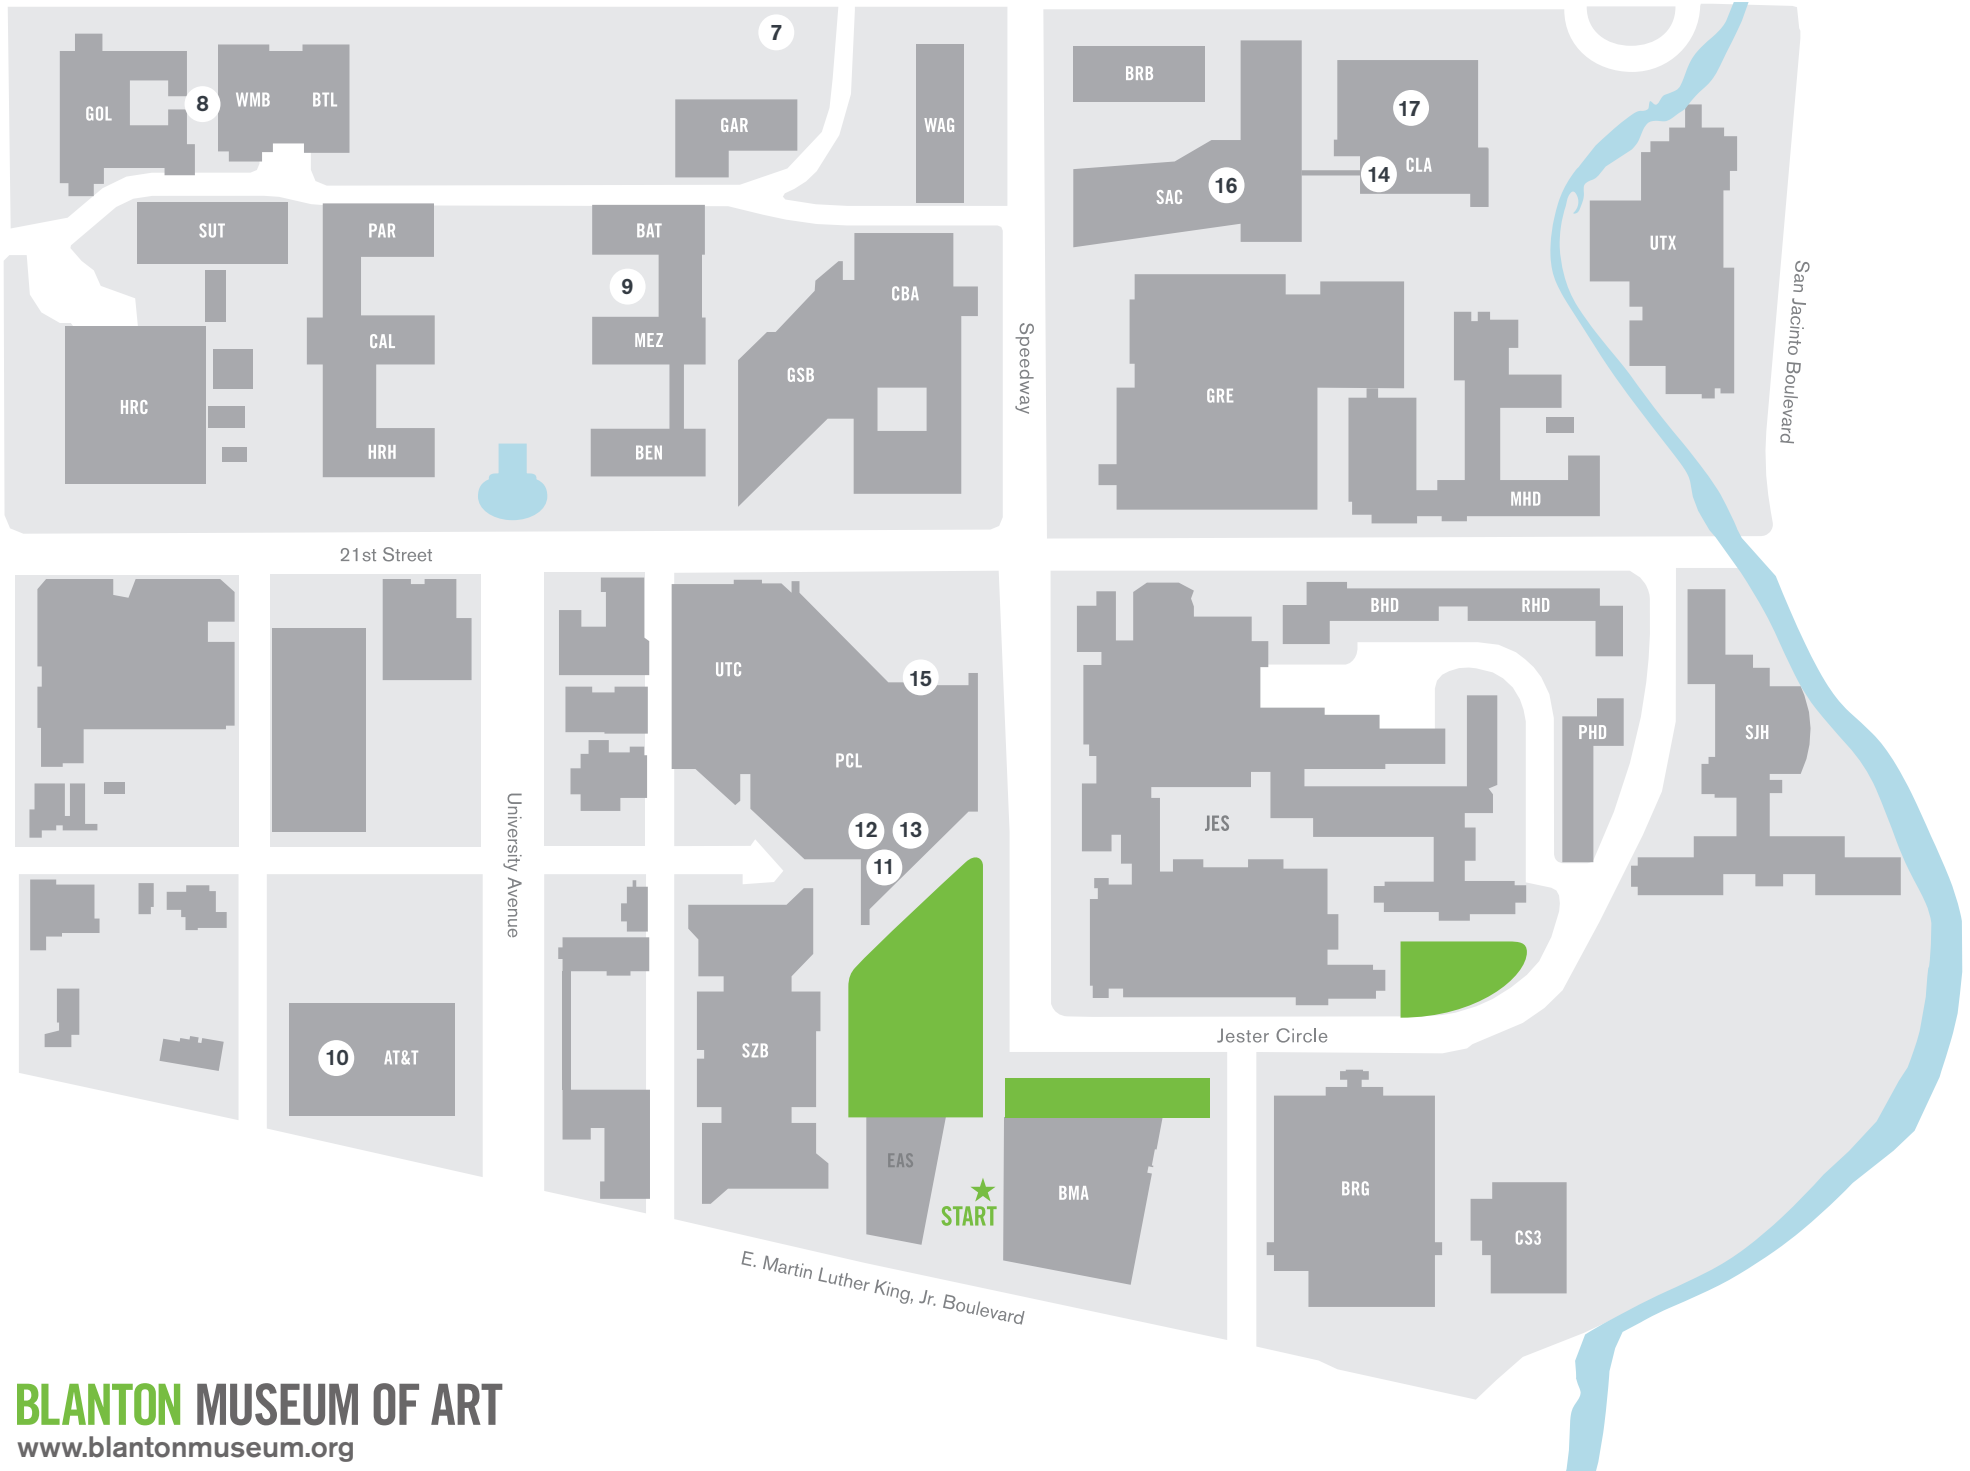 7
8
GOL
WMB
BTL
GAR
WAG
BRB
17
14
CLA
16
SAC
SUT
PAR
BAT
UTX
9
CBA
CAL
MEZ
GSB
HRC
HRH
BEN
GRE
MHD
Speedway
San Jacinto Boulevard
21st Street
BHD
RHD
UTC
15
PCL
PHD
SJH
12
13
11
JES
University Avenue
10
AT&T
SZB
Jester Circle
EAS
START
BMA
BRG
CS3
E. Martin Luther King, Jr. Boulevard
BLANTON MUSEUM OF ART
www.blantonmuseum.org